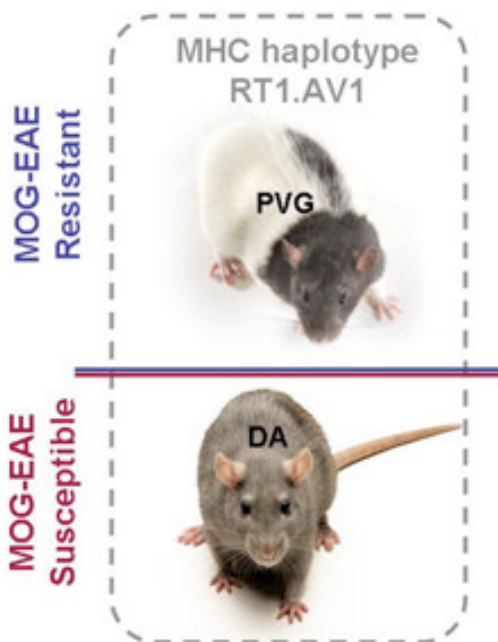 MHC haplotype
RT1.AV1
MOG-EAE
Resistant
PVG
MOG-EAE
Susceptible
DA